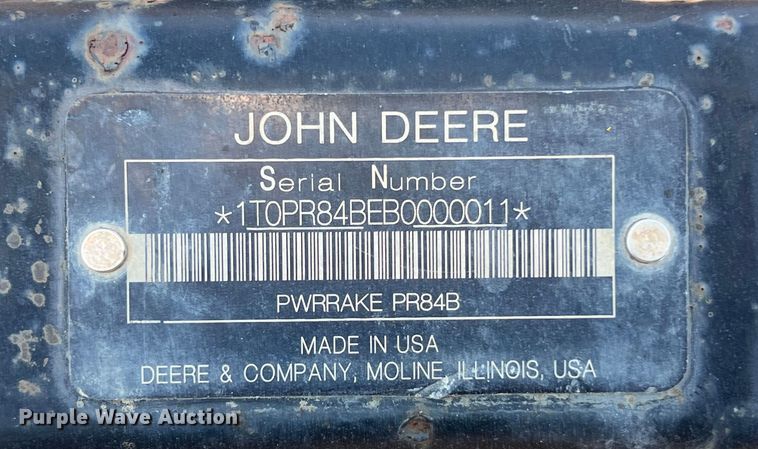 JOHN DEERE
Serial Number
*1T0PR84BEB0000011*
PWRRAKE PR84B
MADE IN USA
DEERE & COMPANY, MOLINE, ILLINOIS, USA
Purple Wave Auction